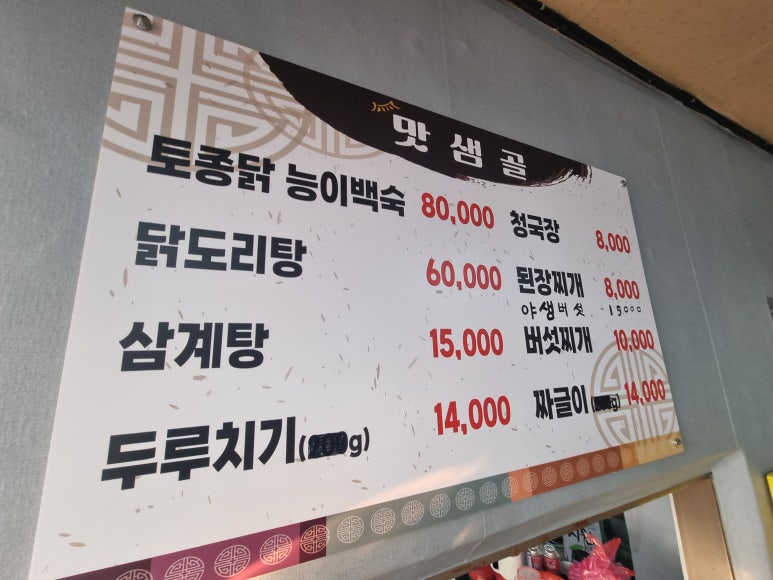 맛샘골
토종닭 능이백숙 80,000
닭도리탕 60,000
삼계탕 15,000
두루치기(g) 14,000
청국장 8,000
된장찌개 8,000
야생버섯 15000
버섯찌개 10,000
짜글이(g) 14,000